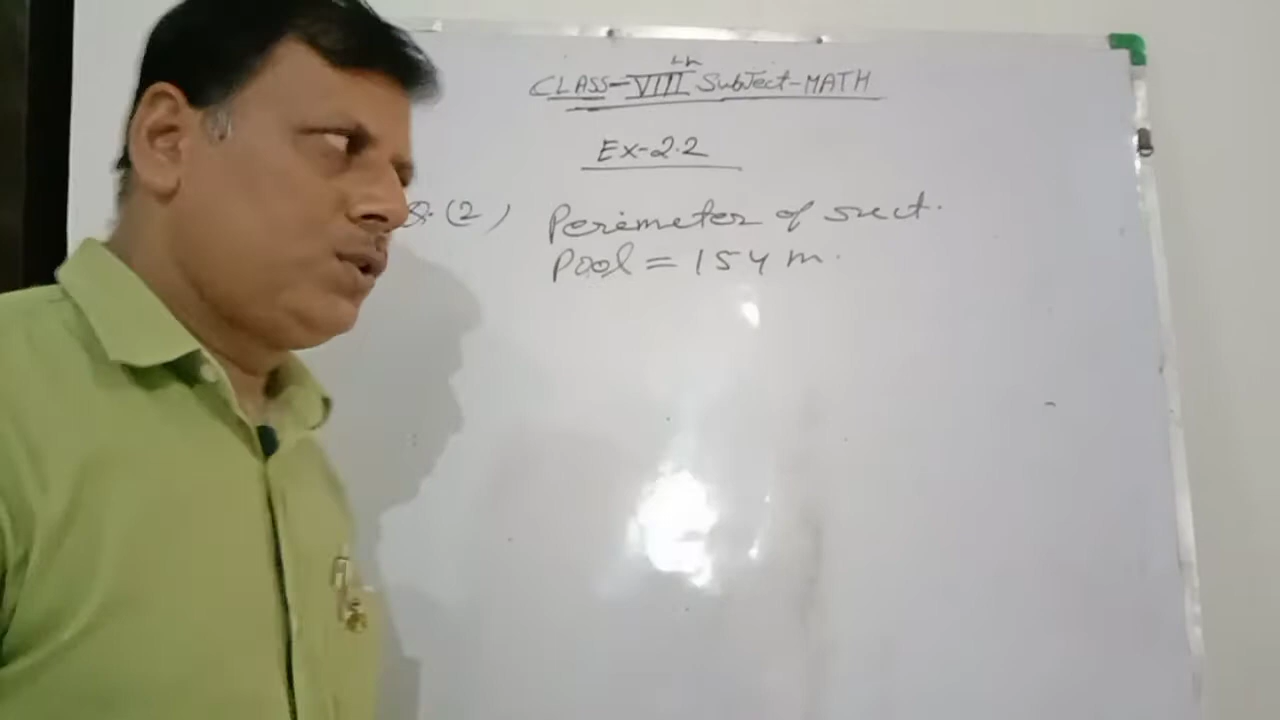 CLASS-VIIIth Subject-MATH
Ex-2.2
Q.(2) Perimeter of rect.
Pool = 154 m.